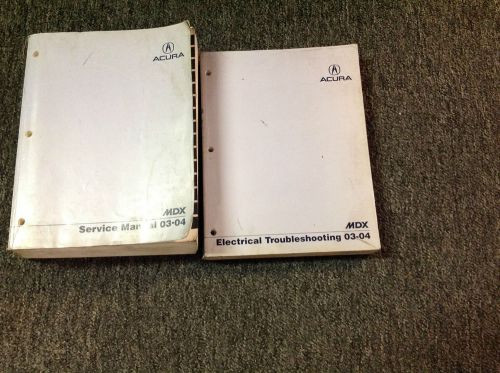 ACURA
MDX
Service Manual 03-04
ACURA
MDX
Electrical Troubleshooting 03-04